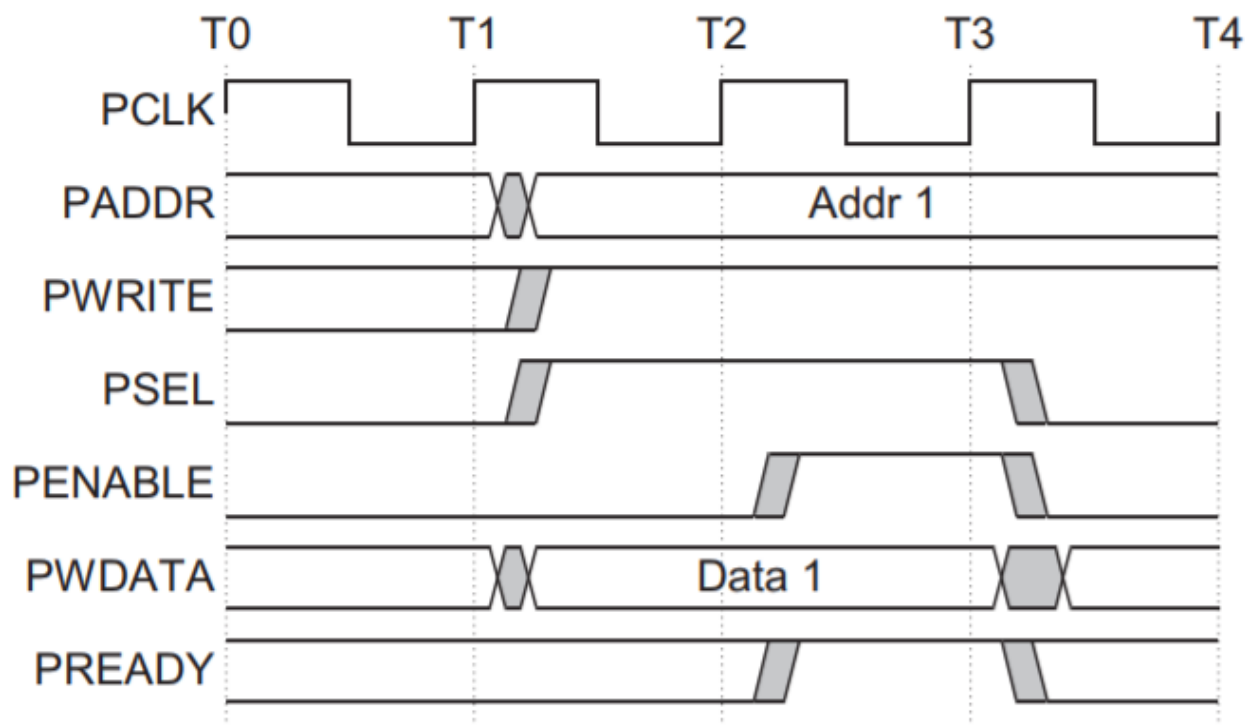 T0 T1 T2 T3 T4
PCLK
PADDR Addr 1
PWRITE
PSEL
PENABLE
PWDATA Data 1
PREADY